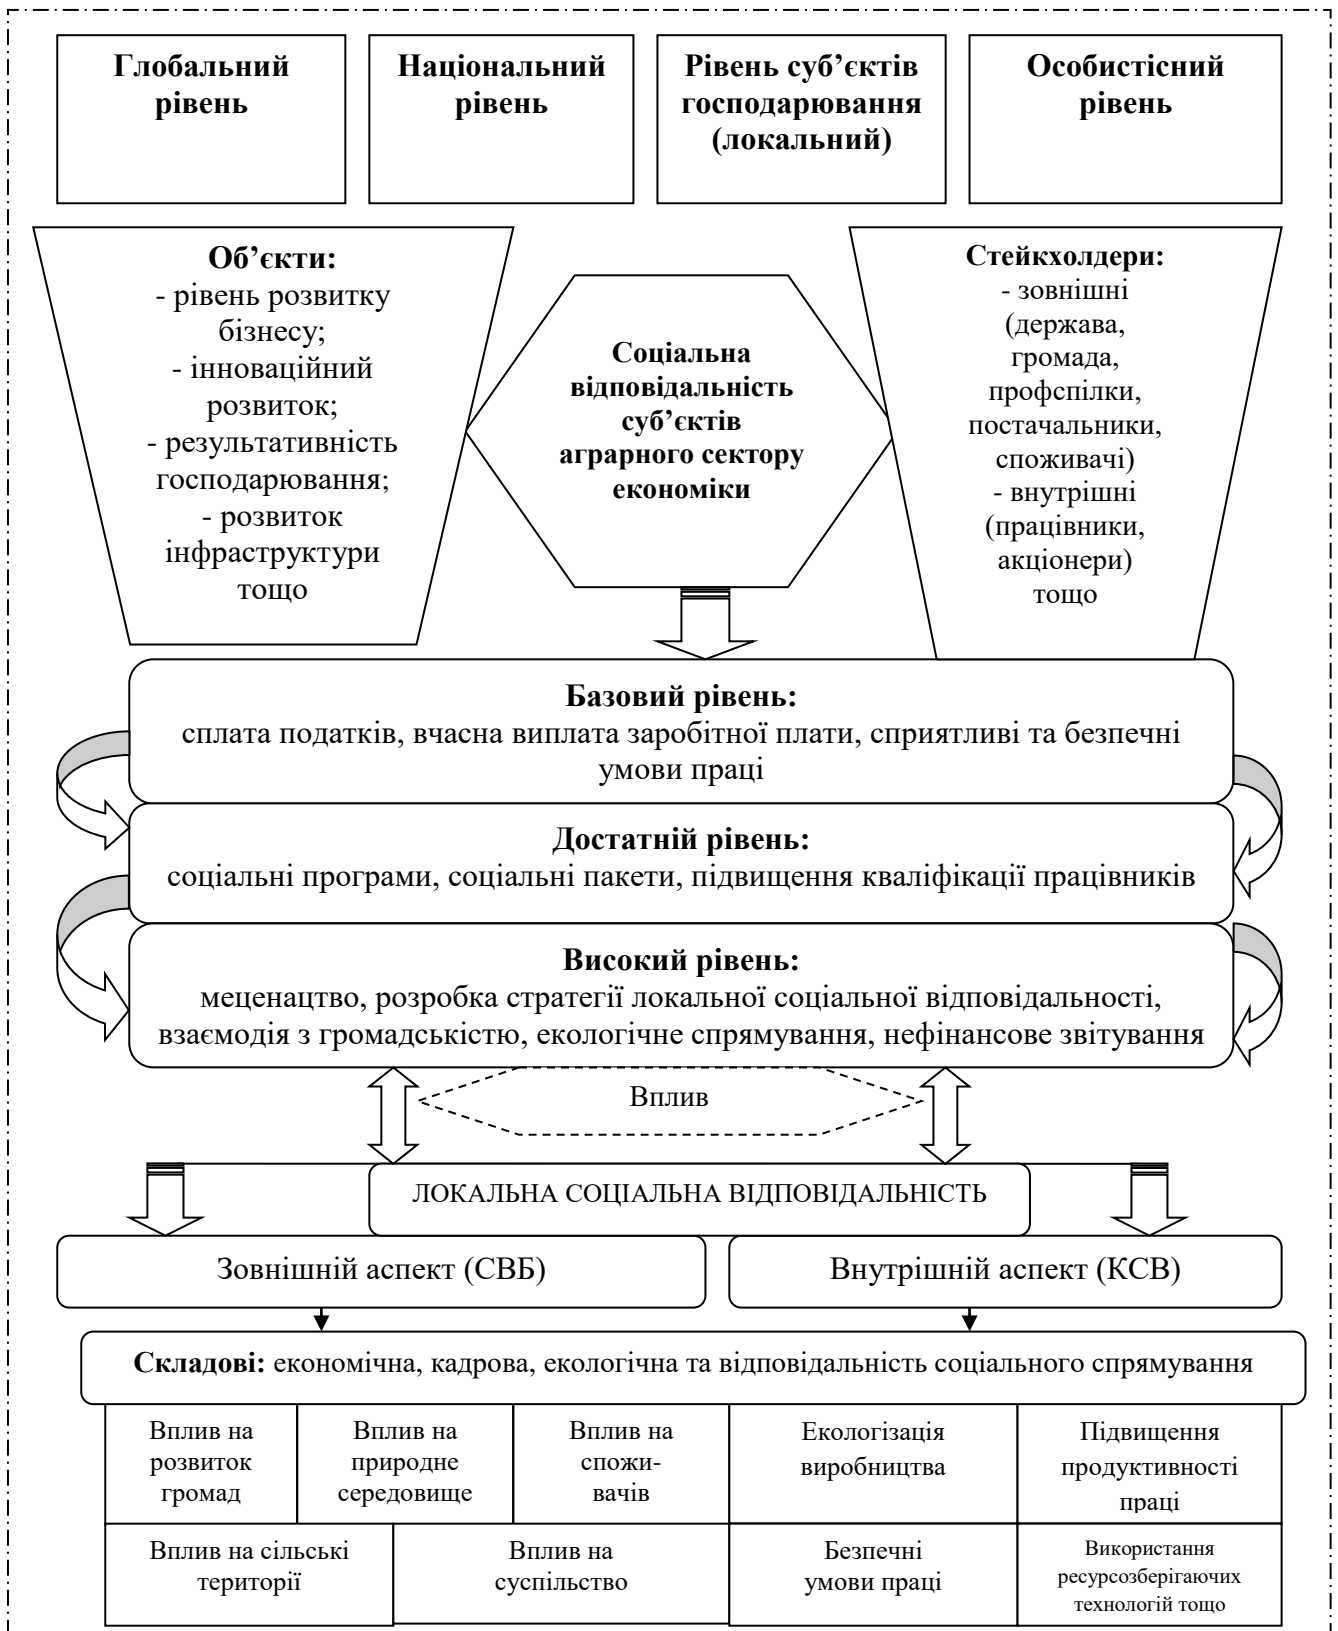 Глобальний
рівень
Національний
рівень
Рівень суб’єктів
господарювання
(локальний)
Особистісний
рівень
Об’єкти:
- рівень розвитку
бізнесу;
- інноваційний
розвиток;
- результативність
господарювання;
- розвиток
інфраструктури
тощо
Соціальна
відповідальність
суб’єктів
аграрного сектору
економіки
Стейкхолдери:
- зовнішні
(держава,
громада,
профспілки,
постачальники,
споживачі)
- внутрішні
(працівники,
акціонери)
тощо
Базовий рівень:
сплата податків, вчасна виплата заробітної плати, сприятливі та безпечні
умови праці
Достатній рівень:
соціальні програми, соціальні пакети, підвищення кваліфікації працівників
Високий рівень:
меценацтво, розробка стратегії локальної соціальної відповідальності,
взаємодія з громадськістю, екологічне спрямування, нефінансове звітування
Вплив
ЛОКАЛЬНА СОЦІАЛЬНА ВІДПОВІДАЛЬНІСТЬ
Зовнішній аспект (СВБ)
Внутрішній аспект (КСВ)
Складові: економічна, кадрова, екологічна та відповідальність соціального спрямування
Вплив на
розвиток
громад
Вплив на
природне
середовище
Вплив на
спожи-
вачів
Екологізація
виробництва
Підвищення
продуктивності
праці
Вплив на сільські
території
Вплив на
суспільство
Безпечні
умови праці
Використання
ресурсозберігаючих
технологій тощо